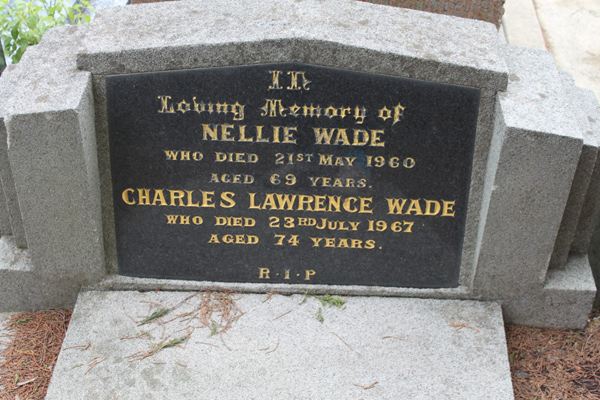 In
Loving Memory of
NELLIE WADE
WHO DIED 21ST MAY 1960
AGED 69 YEARS.
CHARLES LAWRENCE WADE
WHO DIED 23RD JULY 1967
AGED 74 YEARS.
R·I·P